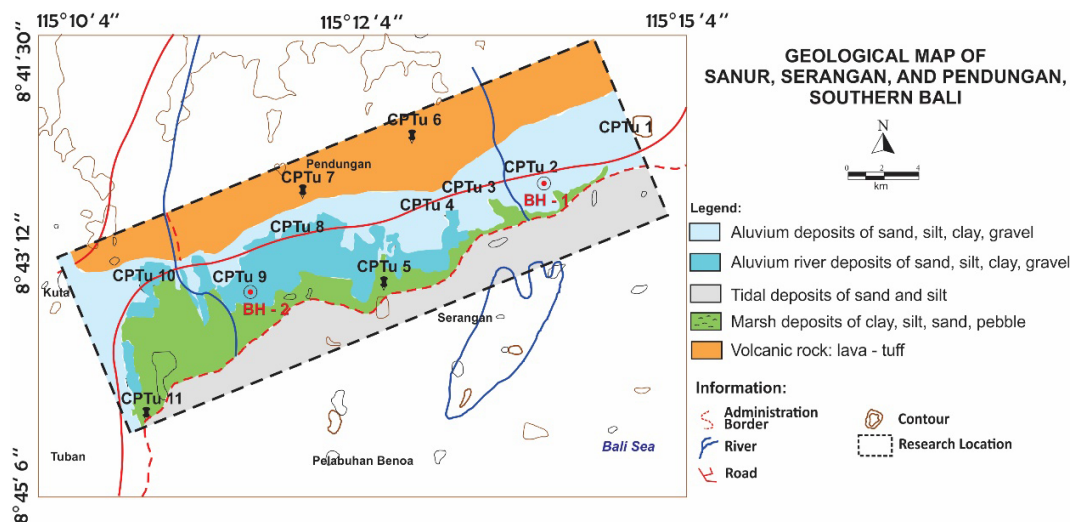 115˚10 ′4 ″
115˚12 ′4 ″
115˚15 ′4 ″
8˚41 ′30 ″
8˚43 ′12 ″
8˚45 ′ 6 ″
CPTu 6
CPTu 1
Pendungan
CPTu 7
CPTu 2
CPTu 3
BH - 1
CPTu 4
CPTu 8
CPTu 5
CPTu 10
CPTu 9
BH - 2
Kuta
Serangan
CPTu 11
Tuban
Pelabuhan Benoa
Bali Sea
GEOLOGICAL MAP OF
SANUR, SERANGAN, AND PENDUNGAN,
SOUTHERN BALI
N
0 2 4
km
Legend:
Aluvium deposits of sand, silt, clay, gravel
Aluvium river deposits of sand, silt, clay, gravel
Tidal deposits of sand and silt
Marsh deposits of clay, silt, sand, pebble
Volcanic rock: lava - tuff
Information:
Administration
Border
River
Road
Contour
Research Location